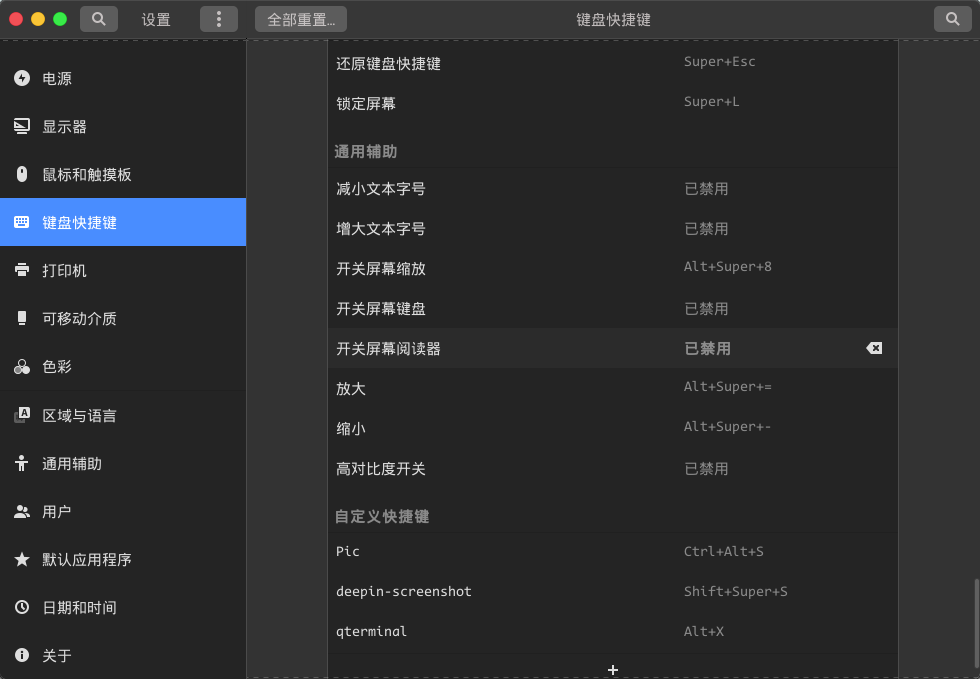 设置
全部重置…
键盘快捷键
电源
显示器
鼠标和触摸板
键盘快捷键
打印机
可移动介质
色彩
区域与语言
通用辅助
用户
默认应用程序
日期和时间
关于
还原键盘快捷键 Super+Esc
锁定屏幕 Super+L
通用辅助
减小文本字号 已禁用
增大文本字号 已禁用
开关屏幕缩放 Alt+Super+8
开关屏幕键盘 已禁用
开关屏幕阅读器 已禁用
放大 Alt+Super+=
缩小 Alt+Super+-
高对比度开关 已禁用
自定义快捷键
Pic Ctrl+Alt+S
deepin-screenshot Shift+Super+S
qterminal Alt+X